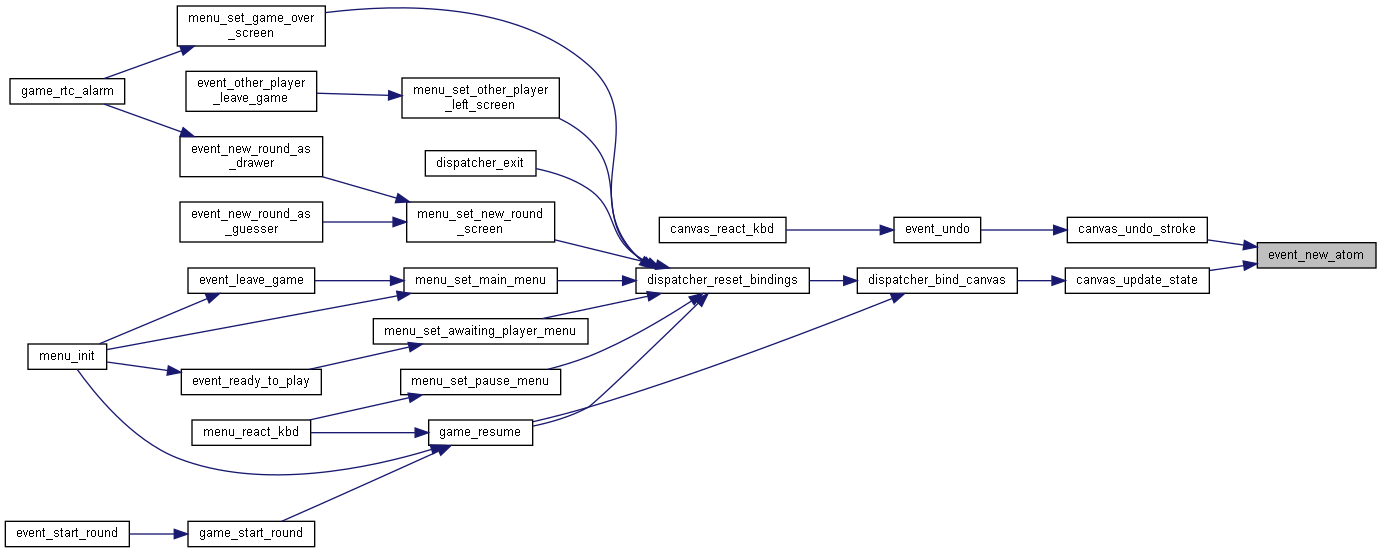 menu_set_game_over
_screen
game_rtc_alarm
event_other_player
_leave_game
menu_set_other_player
_left_screen
event_new_round_as
_drawer
dispatcher_exit
event_new_round_as
_guesser
menu_set_new_round
_screen
canvas_react_kbd
event_undo
canvas_undo_stroke
event_new_atom
event_leave_game
menu_set_main_menu
dispatcher_reset_bindings
dispatcher_bind_canvas
canvas_update_state
menu_set_awaiting_player_menu
menu_init
event_ready_to_play
menu_set_pause_menu
menu_react_kbd
game_resume
event_start_round
game_start_round